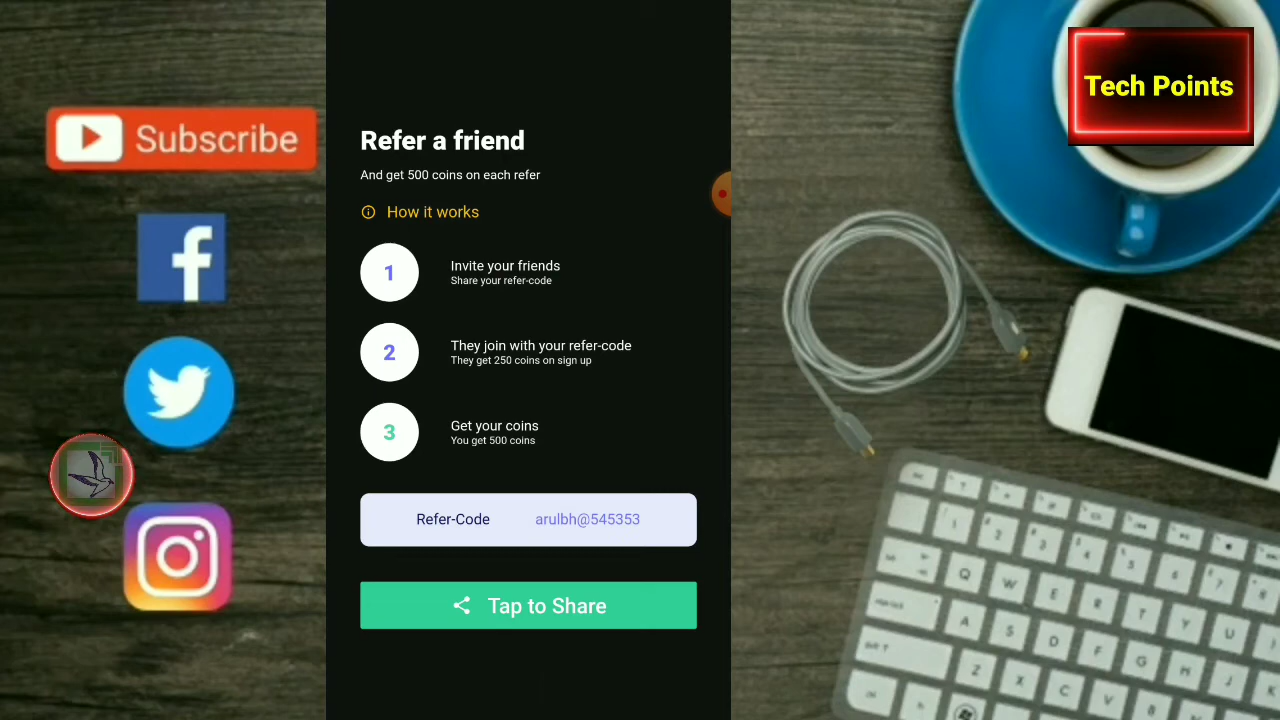 Subscribe
Tech Points
Refer a friend
And get 500 coins on each refer
How it works
1
Invite your friends
Share your refer-code
2
They join with your refer-code
They get 250 coins on sign up
3
Get your coins
You get 500 coins
Refer-Code arulbh@545353
Tap to Share
Q W E R T Y U
A S D F G H J K
Z X C V B N M